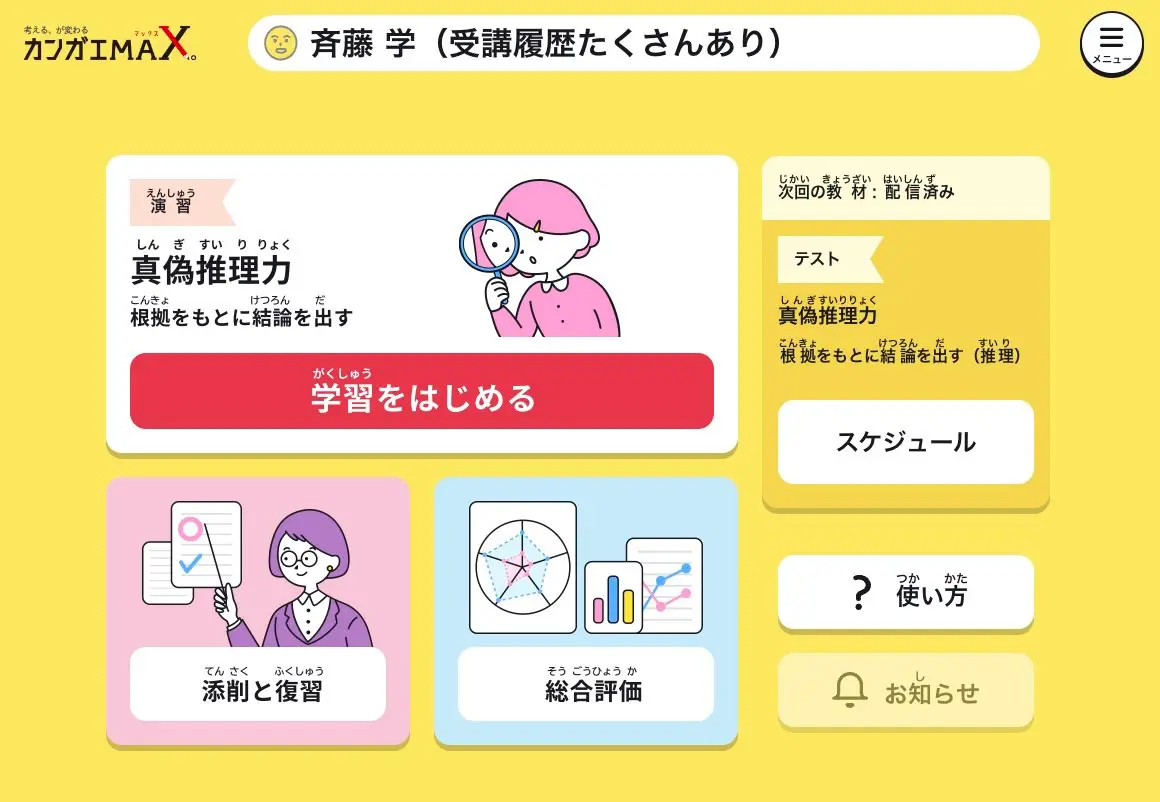 考える、が変わる
マックス
カンガエMAX
斉藤 学（受講履歴たくさんあり）
メニュー
えんしゅう
演習
しん ぎ すい り りょく
真偽推理力
こんきょ けつろん だ
根拠をもとに結論を出す
がくしゅう
学習をはじめる
じかい きょうざい はいしん ず
次回の教材：配信済み
テスト
しんぎすいりりょく
真偽推理力
こんきょ けつろん だ すいり
根拠をもとに結論を出す（推理）
スケジュール
てん さく ふくしゅう
添削と復習
そう ごうひょう か
総合評価
つか かた
? 使い方
し
お知らせ